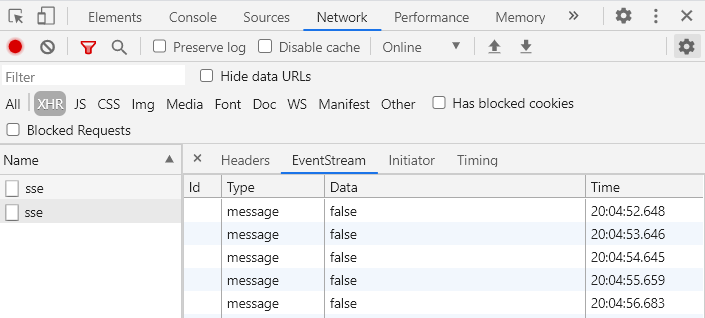 Elements Console Sources Network Performance Memory »
Preserve log Disable cache Online
Filter Hide data URLs
All XHR JS CSS Img Media Font Doc WS Manifest Other Has blocked cookies
Blocked Requests
Name × Headers EventStream Initiator Timing
Id Type Data Time
sse
sse
message false 20:04:52.648
message false 20:04:53.646
message false 20:04:54.645
message false 20:04:55.659
message false 20:04:56.683